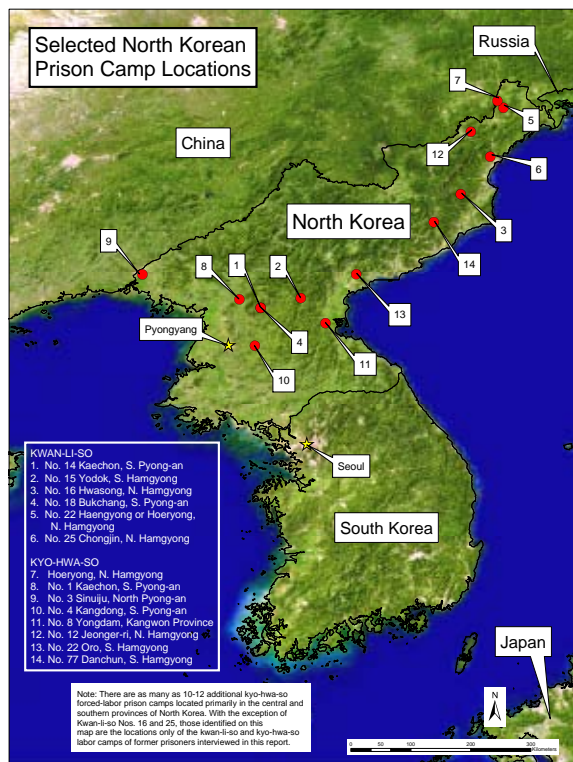 Selected North Korean
Prison Camp Locations
Russia
7
5
China
12
6
North Korea
3
9
14
8
1
2
13
Pyongyang
4
11
10
Seoul
KWAN-LI-SO
1. No. 14 Kaechon, S. Pyong-an
2. No. 15 Yodok, S. Hamgyong
3. No. 16 Hwasong, N. Hamgyong
4. No. 18 Bukchang, S. Pyong-an
5. No. 22 Haengyong or Hoeryong,
N. Hamgyong
6. No. 25 Chongjin, N. Hamgyong
KYO-HWA-SO
7. Hoeryong, N. Hamgyong
8. No. 1 Kaechon, S. Pyong-an
9. No. 3 Sinuiju, North Pyong-an
10. No. 4 Kangdong, S. Pyong-an
11. No. 8 Yongdam, Kangwon Province
12. No. 12 Jeonger-ri, N. Hamgyong
13. No. 22 Oro, S. Hamgyong
14. No. 77 Danchun, S. Hamgyong
South Korea
Japan
Note: There are as many as 10-12 additional kyo-hwa-so
forced-labor prison camps located primarily in the central and
southern provinces of North Korea. With the exception of
Kwan-li-so Nos. 16 and 25, those identified on this
map are the locations only of the kwan-li-so and kyo-hwa-so
labor camps of former prisoners interviewed in this report.
N
0 50 100 200 300
Kilometers